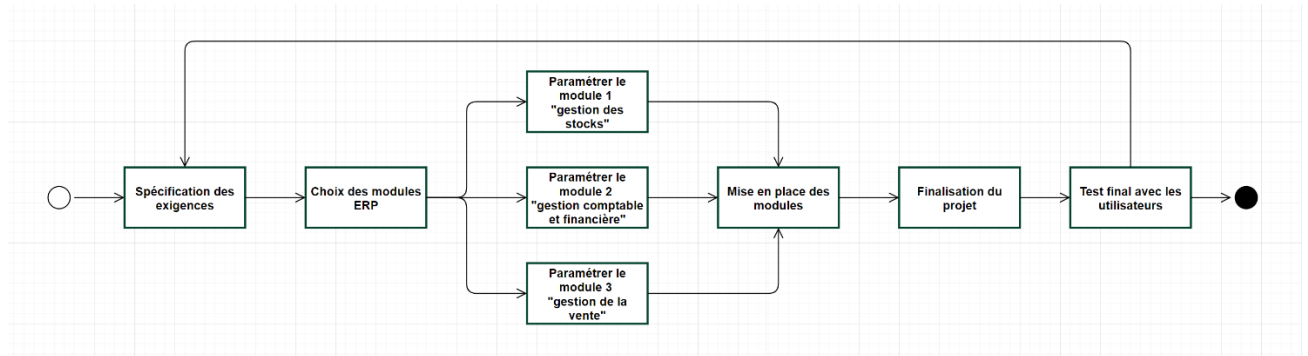 Spécification des
exigences
Choix des modules
ERP
Paramétrer le
module 1
"gestion des
stocks"
Paramétrer le
module 2
"gestion comptable
et financière"
Paramétrer le
module 3
"gestion de la
vente"
Mise en place des
modules
Finalisation du
projet
Test final avec les
utilisateurs